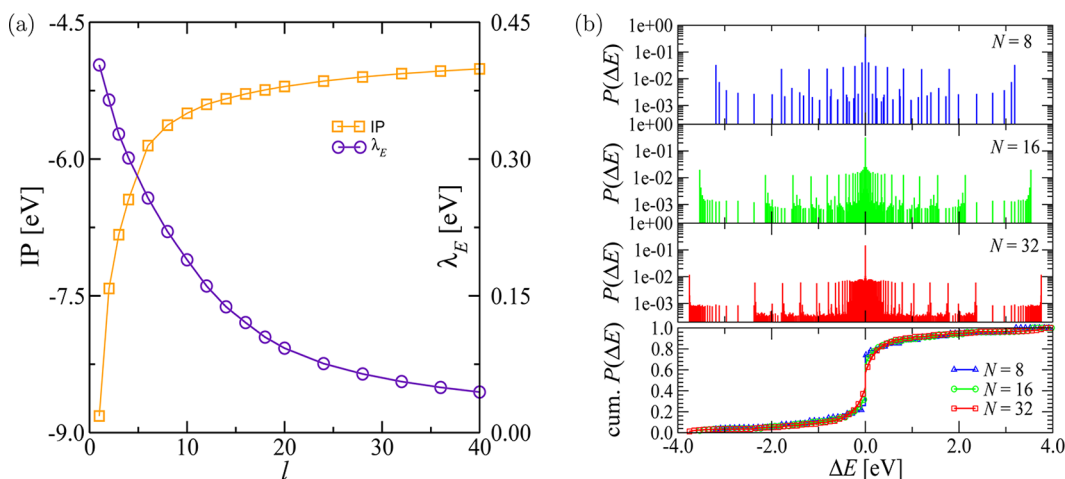 (a)
-4.5
-6.0
-7.5
-9.0
IP [eV]
0 10 20 30 40
l
0.45
0.30
0.15
0.00
λ_E [eV]
IP
λ_E
(b)
1e+00
1e-01
1e-02
1e-03
P(ΔE)
N = 8
1e+00
1e-01
1e-02
1e-03
P(ΔE)
N = 16
1e+00
1e-01
1e-02
1e-03
P(ΔE)
N = 32
1.0
0.8
0.6
0.4
0.2
0.0
cum. P(ΔE)
N = 8
N = 16
N = 32
-4.0 -2.0 0.0 2.0 4.0
ΔE [eV]